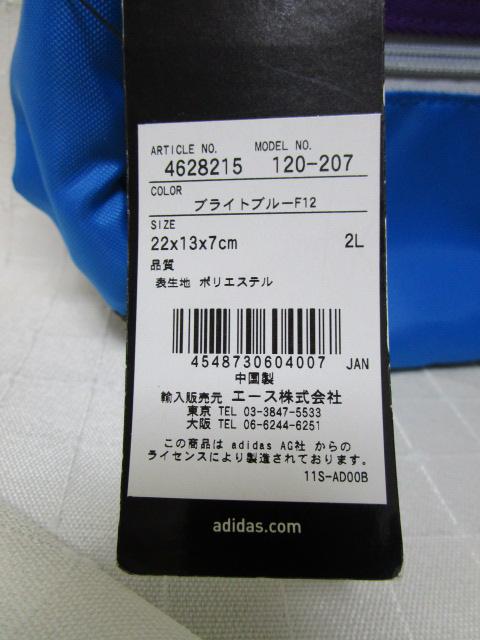 ARTICLE NO. MODEL NO.
4628215 120-207
COLOR
ブライトブルーF12
SIZE
22x13x7cm 2L
品質
表生地 ポリエステル
4548730604007 JAN
中国製
輸入販売元 エース株式会社
東京 TEL 03-3847-5533
大阪 TEL 06-6244-6251
この商品は adidas AG社 からの
ライセンスにより製造されております。
11S-AD00B
adidas.com